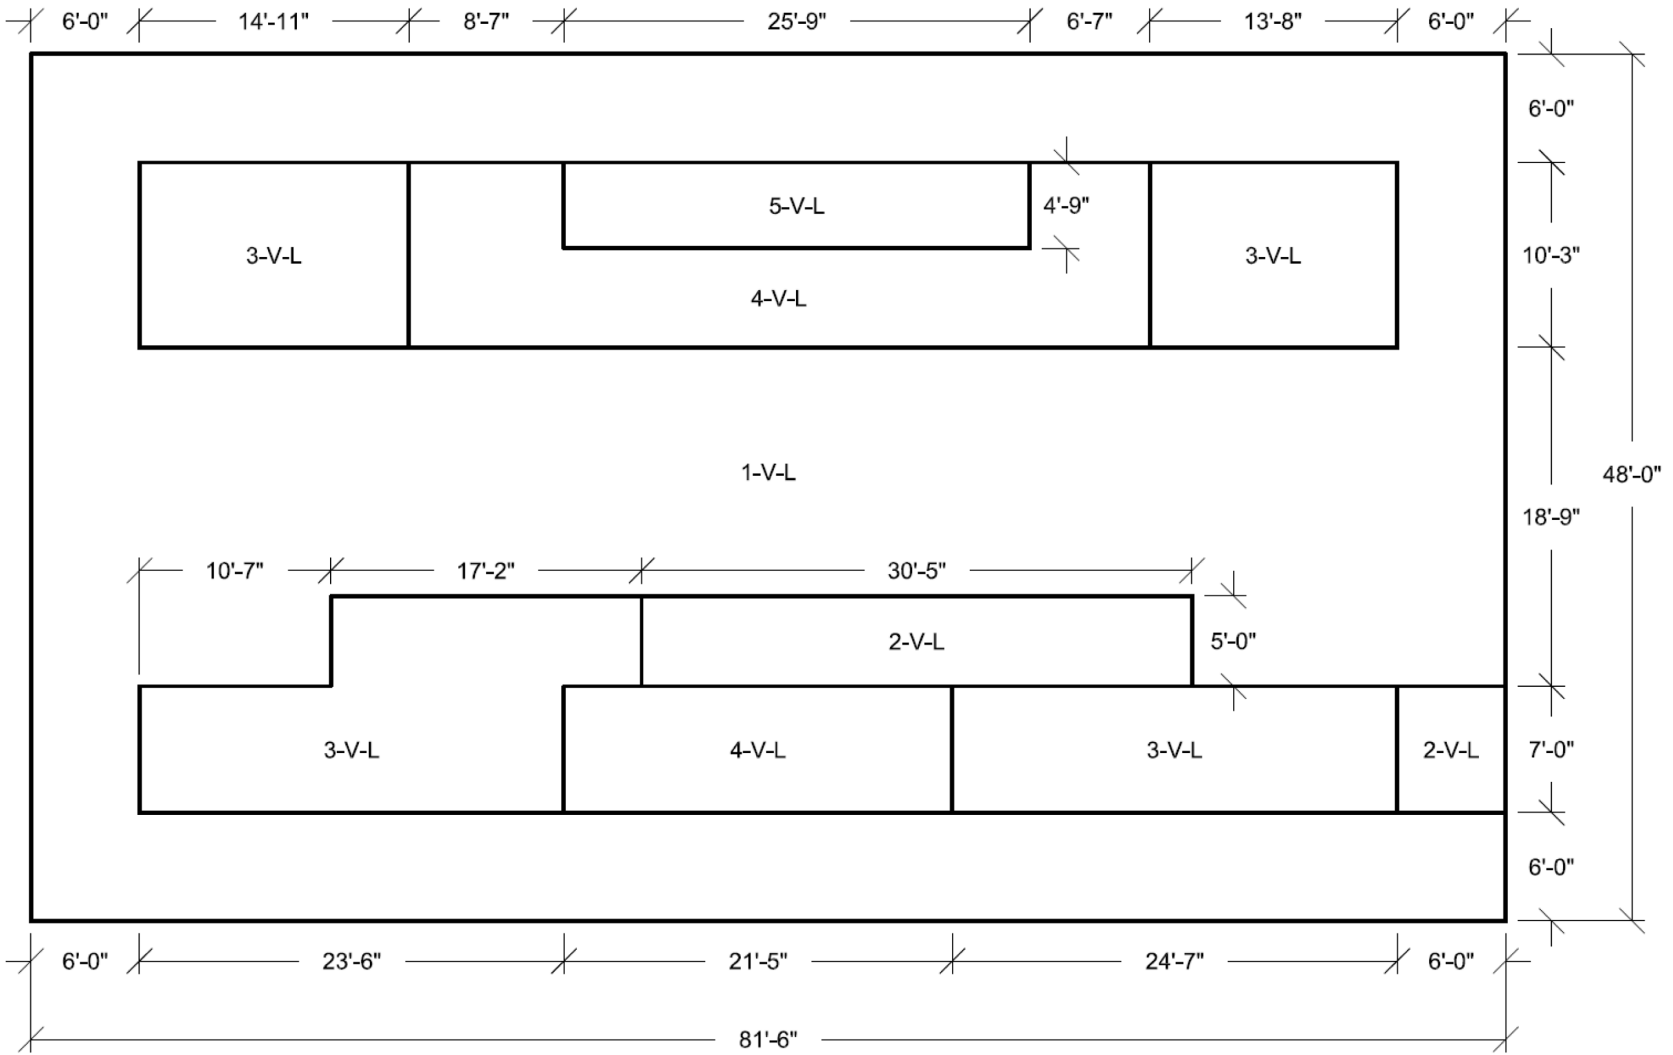 6'-0" 14'-11" 8'-7" 25'-9" 6'-7" 13'-8" 6'-0"
6'-0"
5-V-L 4'-9"
3-V-L 3-V-L 10'-3"
4-V-L
1-V-L 48'-0"
18'-9"
10'-7" 17'-2" 30'-5"
2-V-L 5'-0"
3-V-L 4-V-L 3-V-L 2-V-L 7'-0"
6'-0"
6'-0" 23'-6" 21'-5" 24'-7" 6'-0"
81'-6"